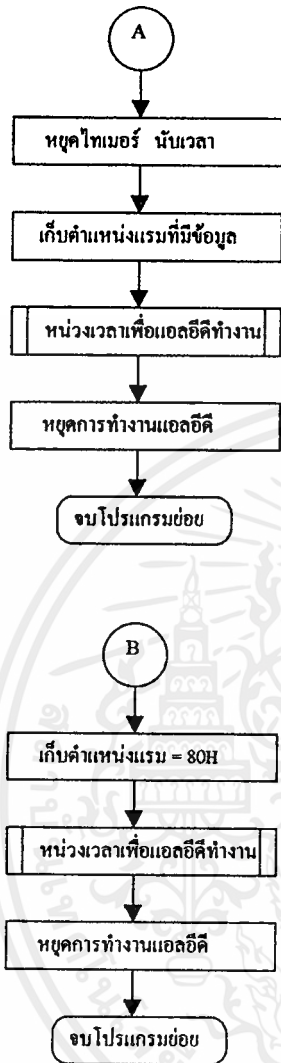 A
หยุดไทเมอร์ นับเวลา
เก็บตำแหน่งแรมที่มีข้อมูล
หน่วงเวลาเพื่อแอลอีดีทำงาน
หยุดการทำงานแอลอีดี
จบโปรแกรมย่อย
B
เก็บตำแหน่งแรม = 80H
หน่วงเวลาเพื่อแอลอีดีทำงาน
หยุดการทำงานแอลอีดี
จบโปรแกรมย่อย